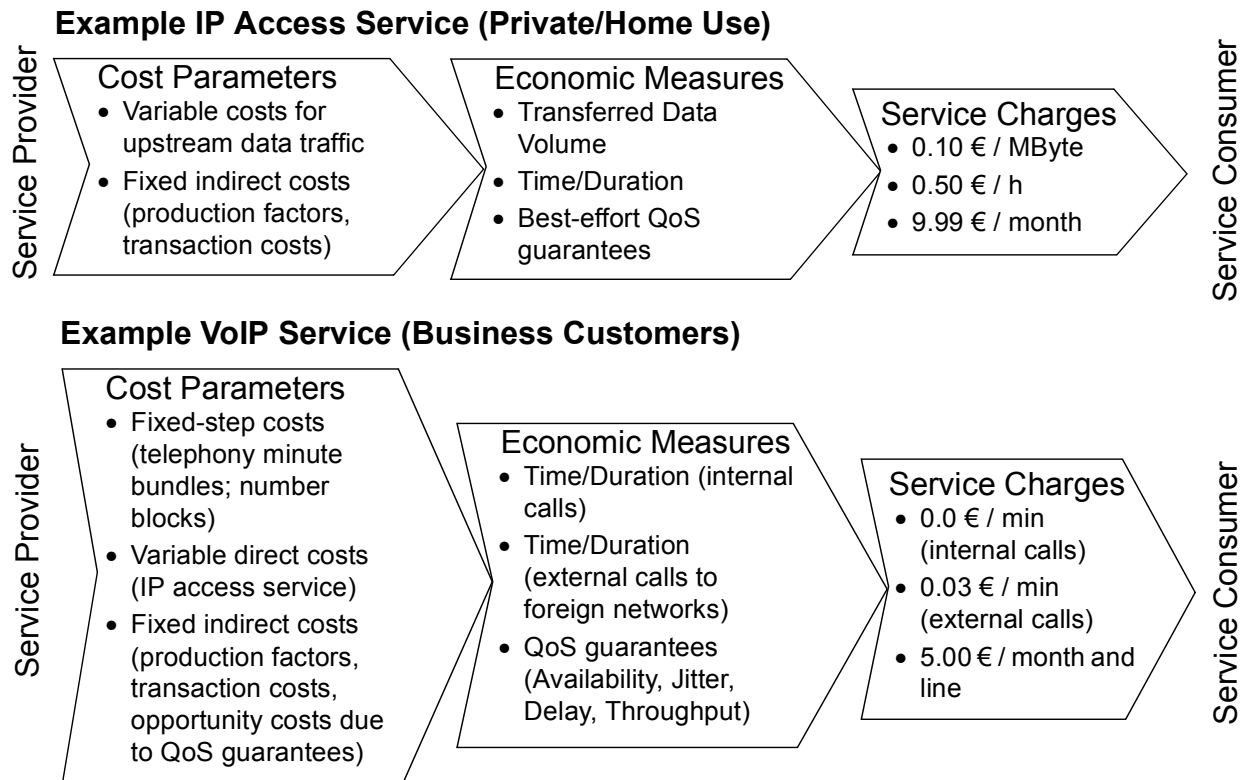 Example IP Access Service (Private/Home Use)
Service Provider
Cost Parameters
• Variable costs for
upstream data traffic
• Fixed indirect costs
(production factors,
transaction costs)
Economic Measures
• Transferred Data
Volume
• Time/Duration
• Best-effort QoS
guarantees
Service Charges
• 0.10 € / MByte
• 0.50 € / h
• 9.99 € / month
Service Consumer
Example VoIP Service (Business Customers)
Service Provider
Cost Parameters
• Fixed-step costs
(telephony minute
bundles; number
blocks)
• Variable direct costs
(IP access service)
• Fixed indirect costs
(production factors,
transaction costs,
opportunity costs due
to QoS guarantees)
Economic Measures
• Time/Duration (internal
calls)
• Time/Duration
(external calls to
foreign networks)
• QoS guarantees
(Availability, Jitter,
Delay, Throughput)
Service Charges
• 0.0 € / min
(internal calls)
• 0.03 € / min
(external calls)
• 5.00 € / month and
line
Service Consumer